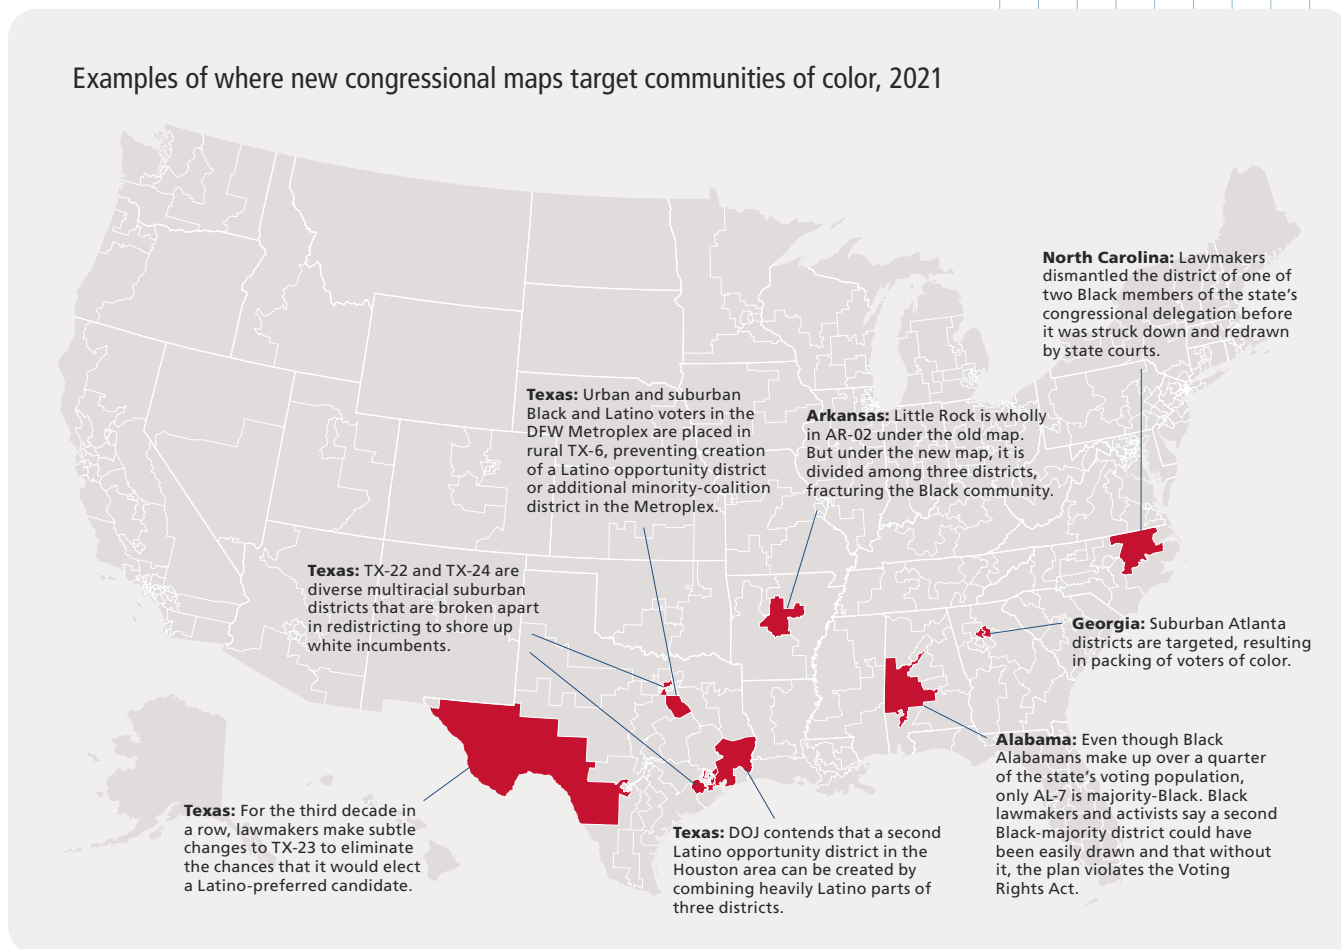 Examples of where new congressional maps target communities of color, 2021
North Carolina: Lawmakers
dismantled the district of one of
two Black members of the state’s
congressional delegation before
it was struck down and redrawn
by state courts.
Texas: Urban and suburban
Black and Latino voters in the
DFW Metroplex are placed in
rural TX-6, preventing creation
of a Latino opportunity district
or additional minority-coalition
district in the Metroplex.
Arkansas: Little Rock is wholly
in AR-02 under the old map.
But under the new map, it is
divided among three districts,
fracturing the Black community.
Texas: TX-22 and TX-24 are
diverse multiracial suburban
districts that are broken apart
in redistricting to shore up
white incumbents.
Georgia: Suburban Atlanta
districts are targeted, resulting
in packing of voters of color.
Alabama: Even though Black
Alabamans make up over a quarter
of the state’s voting population,
only AL-7 is majority-Black. Black
lawmakers and activists say a second
Black-majority district could have
been easily drawn and that without
it, the plan violates the Voting
Rights Act.
Texas: For the third decade in
a row, lawmakers make subtle
changes to TX-23 to eliminate
the chances that it would elect
a Latino-preferred candidate.
Texas: DOJ contends that a second
Latino opportunity district in the
Houston area can be created by
combining heavily Latino parts of
three districts.